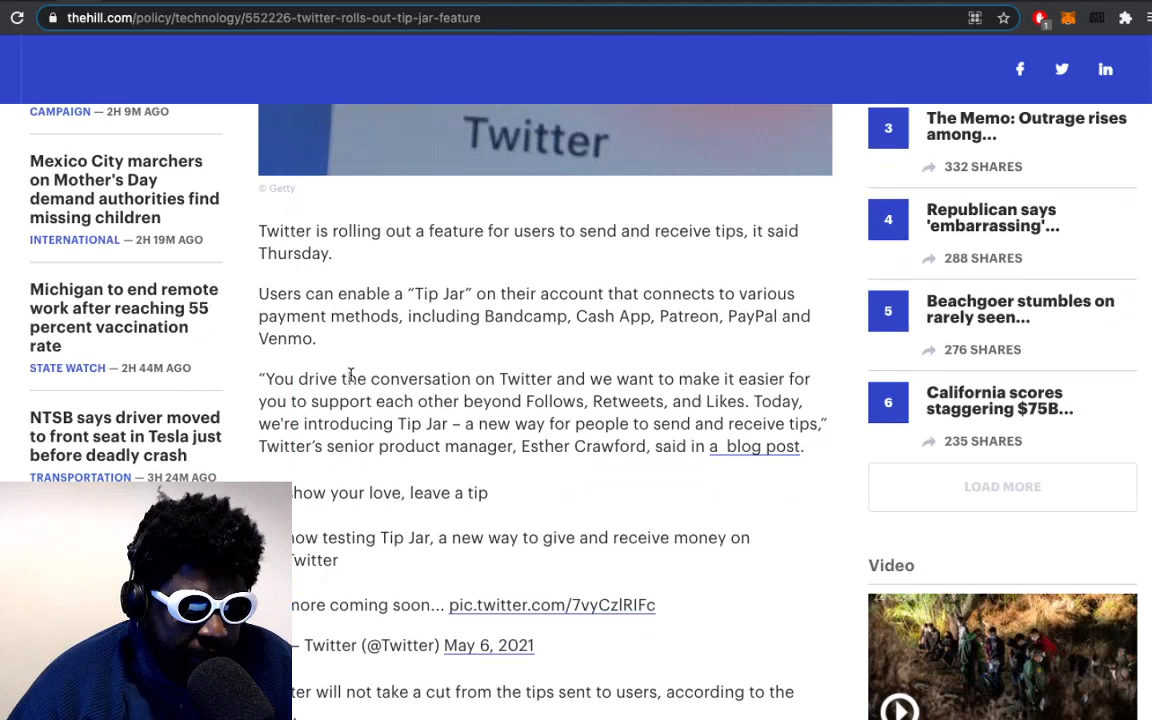 thehill.com/policy/technology/552226-twitter-rolls-out-tip-jar-feature
1
CAMPAIGN — 2H 9M AGO
Mexico City marchers
on Mother's Day
demand authorities find
missing children
INTERNATIONAL — 2H 19M AGO
Michigan to end remote
work after reaching 55
percent vaccination
rate
STATE WATCH — 2H 44M AGO
NTSB says driver moved
to front seat in Tesla just
before deadly crash
TRANSPORTATION — 3H 24M AGO
Twitter
© Getty
Twitter is rolling out a feature for users to send and receive tips, it said
Thursday.
Users can enable a “Tip Jar” on their account that connects to various
payment methods, including Bandcamp, Cash App, Patreon, PayPal and
Venmo.
“You drive the conversation on Twitter and we want to make it easier for
you to support each other beyond Follows, Retweets, and Likes. Today,
we're introducing Tip Jar – a new way for people to send and receive tips,”
Twitter’s senior product manager, Esther Crawford, said in a blog post.
show your love, leave a tip
now testing Tip Jar, a new way to give and receive money on
Twitter
more coming soon... pic.twitter.com/7vyCzlRIFc
— Twitter (@Twitter) May 6, 2021
will not take a cut from the tips sent to users, according to the
3
The Memo: Outrage rises
among...
332 SHARES
4
Republican says
'embarrassing'...
288 SHARES
5
Beachgoer stumbles on
rarely seen...
276 SHARES
6
California scores
staggering $75B...
235 SHARES
LOAD MORE
Video